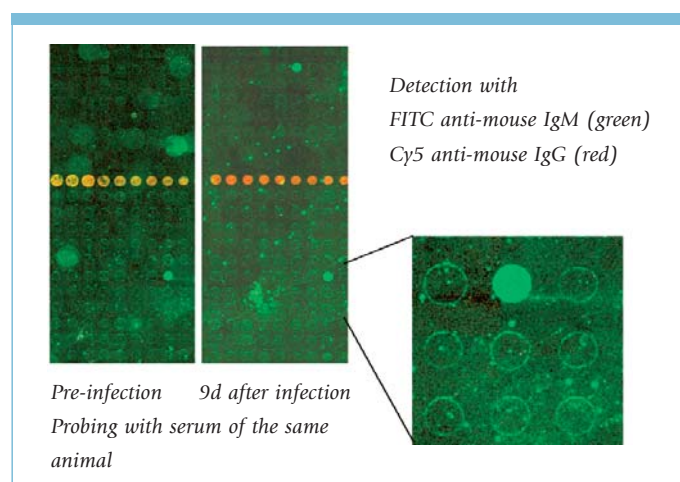 Detection with
FITC anti-mouse IgM (green)
Cy5 anti-mouse IgG (red)
Pre-infection 9d after infection
Probing with serum of the same
animal